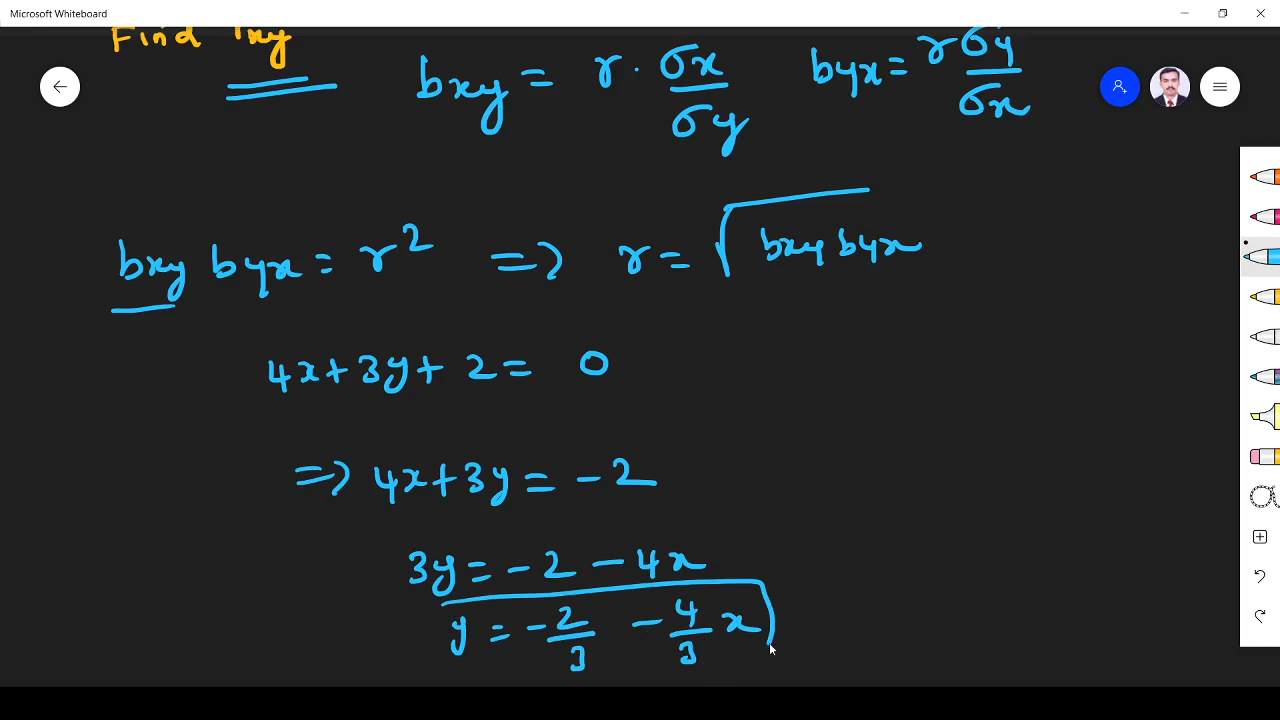 Microsoft Whiteboard
Find rxy
bxy = r · σx/σy byx = rσy/σx
bxy byx = r² ⇒ r = √bxy byx
4x+3y+2 = 0
⇒ 4x+3y = -2
3y = -2 - 4x
y = -2/3 - 4/3 x